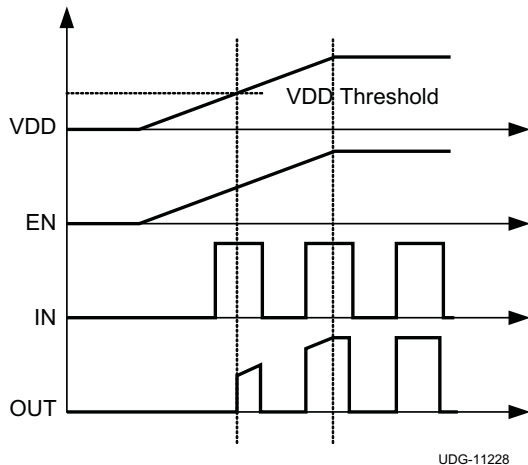 VDD Threshold
VDD
EN
IN
OUT
UDG-11228